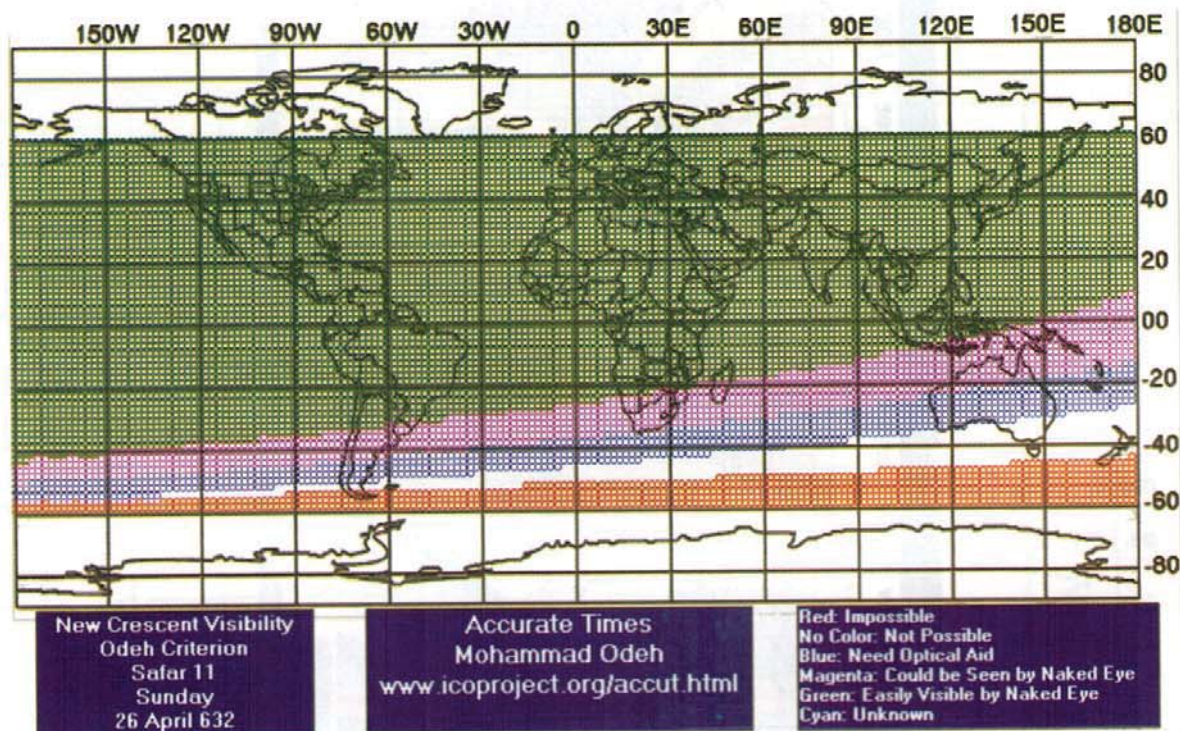 150W 120W 90W 60W 30W 0 30E 60E 90E 120E 150E 180E
80
60
40
20
00
-20
-40
-60
-80
New Crescent Visibility
Odeh Criterion
Safar 11
Sunday
26 April 632
Accurate Times
Mohammad Odeh
www.icoproject.org/accut.html
Red: Impossible
No Color: Not Possible
Blue: Need Optical Aid
Magenta: Could be Seen by Naked Eye
Green: Easily Visible by Naked Eye
Cyan: Unknown